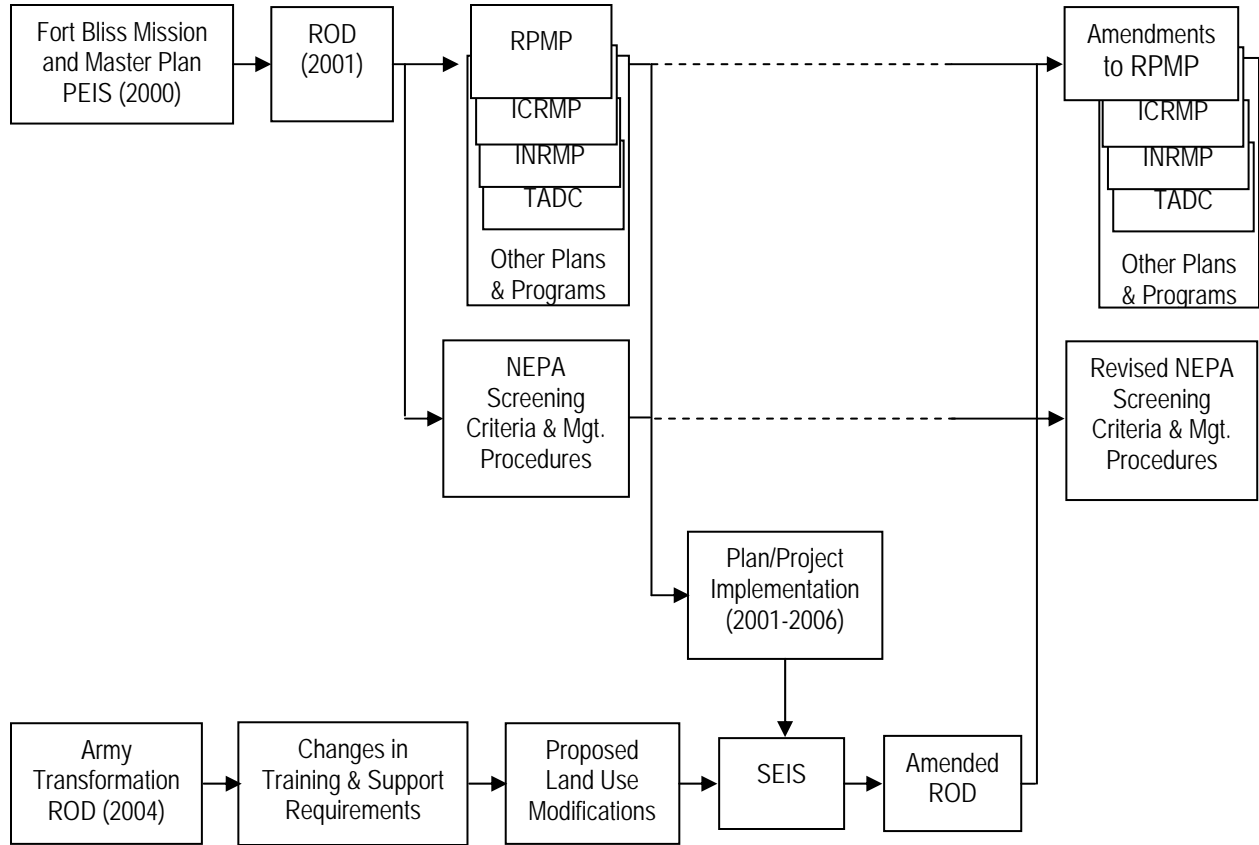 Fort Bliss Mission
and Master Plan
PEIS (2000)
ROD
(2001)
RPMP
ICRMP
INRMP
TADC
Other Plans
& Programs
Amendments
to RPMP
ICRMP
INRMP
TADC
Other Plans
& Programs
NEPA
Screening
Criteria & Mgt.
Procedures
Revised NEPA
Screening
Criteria & Mgt.
Procedures
Plan/Project
Implementation
(2001-2006)
Army
Transformation
ROD (2004)
Changes in
Training & Support
Requirements
Proposed
Land Use
Modifications
SEIS
Amended
ROD